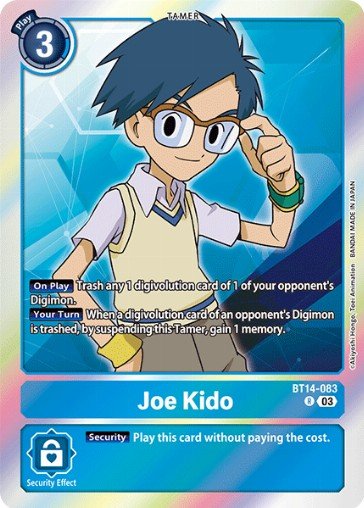 TAMER
Play
3
On Play Trash any 1 digivolution card of 1 of your opponent's
Digimon.
Your Turn When a digivolution card of an opponent's Digimon
is trashed, by suspending this Tamer, gain 1 memory.
©Akiyoshi Hongo, Toei Animation BANDAI MADE IN JAPAN
BT14-083
Joe Kido
R 03
Security Play this card without paying the cost.
Security Effect